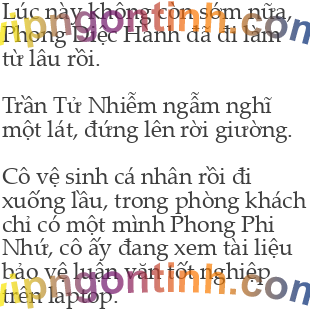 Lúc này không còn sớm nữa,
Phong Diệc Hành đã đi làm
từ lâu rồi.
Trần Tử Nhiễm ngẫm nghĩ
một lát, đứng lên rời giường.
Cô vệ sinh cá nhân rồi đi
xuống lầu, trong phòng khách
chỉ có một mình Phong Phi
Nhứ, cô ấy đang xem tài liệu
bảo vệ luận văn tốt nghiệp
trên laptop.
vipngontinh.com
vipngontinh.com